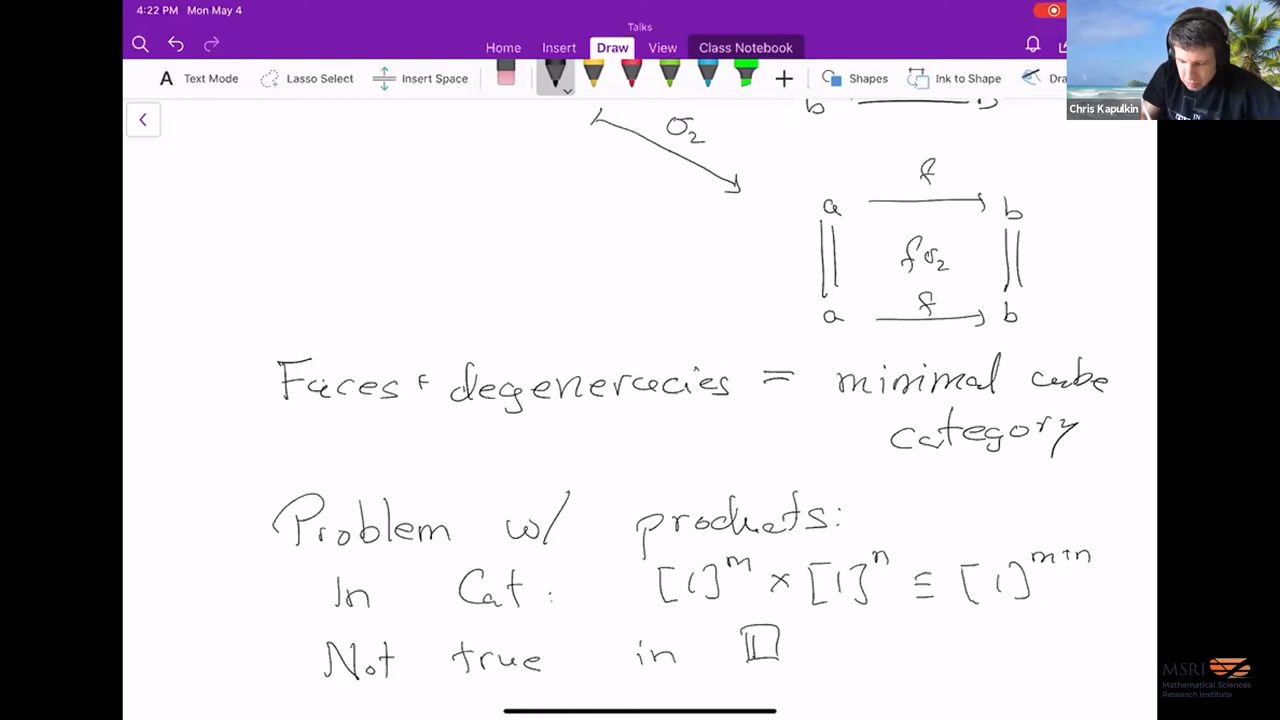 4:22 PM Mon May 4
Talks
Home Insert Draw View Class Notebook
Text Mode Lasso Select Insert Space Shapes Ink to Shape
Chris Kapulkin
b
σ₂
f
a b
fσ₂
f
a b
Faces + degeneracies = minimal cube
category
Problem w/ products:
In Cat: [1]^m × [1]^n ≅ [1]^{m+n}
Not true in □
MSRI
Mathematical Sciences
Research Institute